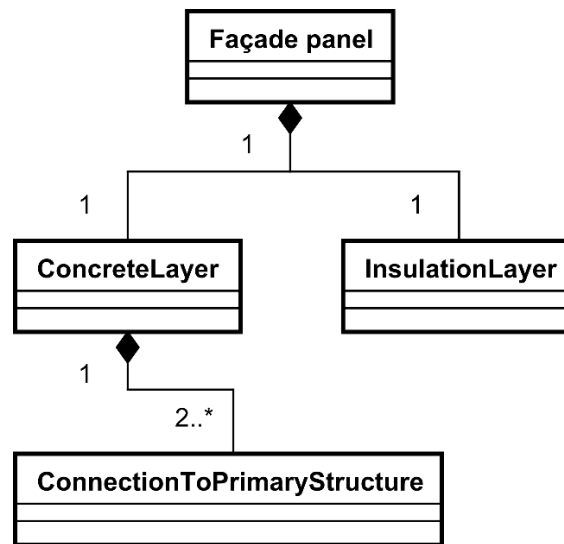 Façade panel
1
1
1
ConcreteLayer
InsulationLayer
1
2..*
ConnectionToPrimaryStructure